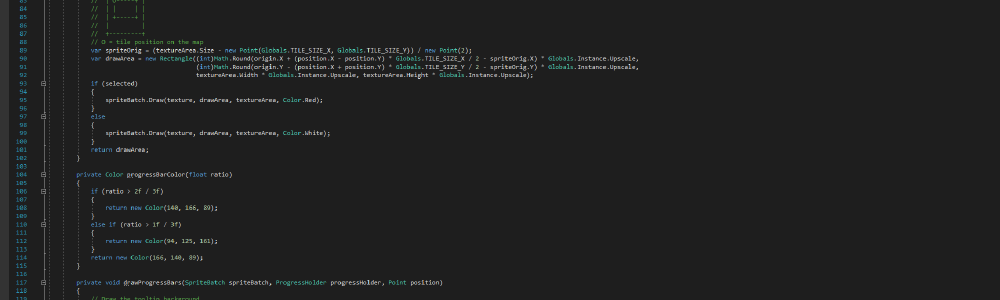 83 // | O-----+ |
84 // | |     | |
85 // | +-----+ |
86 // |         |
87 // +---------+
88 // O = tile position on the map
89 var spriteOrig = (textureArea.Size - new Point(Globals.TILE_SIZE_X, Globals.TILE_SIZE_Y)) / new Point(2);
90 var drawArea = new Rectangle((int)Math.Round(origin.X + (position.X - position.Y) * Globals.TILE_SIZE_X / 2 - spriteOrig.X) * Globals.Instance.Upscale,
91 (int)Math.Round(origin.Y - (position.X + position.Y) * Globals.TILE_SIZE_Y / 2 - spriteOrig.Y) * Globals.Instance.Upscale,
92 textureArea.Width * Globals.Instance.Upscale, textureArea.Height * Globals.Instance.Upscale);
93 if (selected)
94 {
95 spriteBatch.Draw(texture, drawArea, textureArea, Color.Red);
96 }
97 else
98 {
99 spriteBatch.Draw(texture, drawArea, textureArea, Color.White);
100 }
101 return drawArea;
102 }
103
104 private Color progressBarColor(float ratio)
105 {
106 if (ratio > 2f / 3f)
107 {
108 return new Color(140, 166, 89);
109 }
110 else if (ratio > 1f / 3f)
111 {
112 return new Color(94, 125, 161);
113 }
114 return new Color(166, 140, 89);
115 }
116
117 private void drawProgressBars(SpriteBatch spriteBatch, ProgressHolder progressHolder, Point position)
118 {
119 // Draw the tooltip background